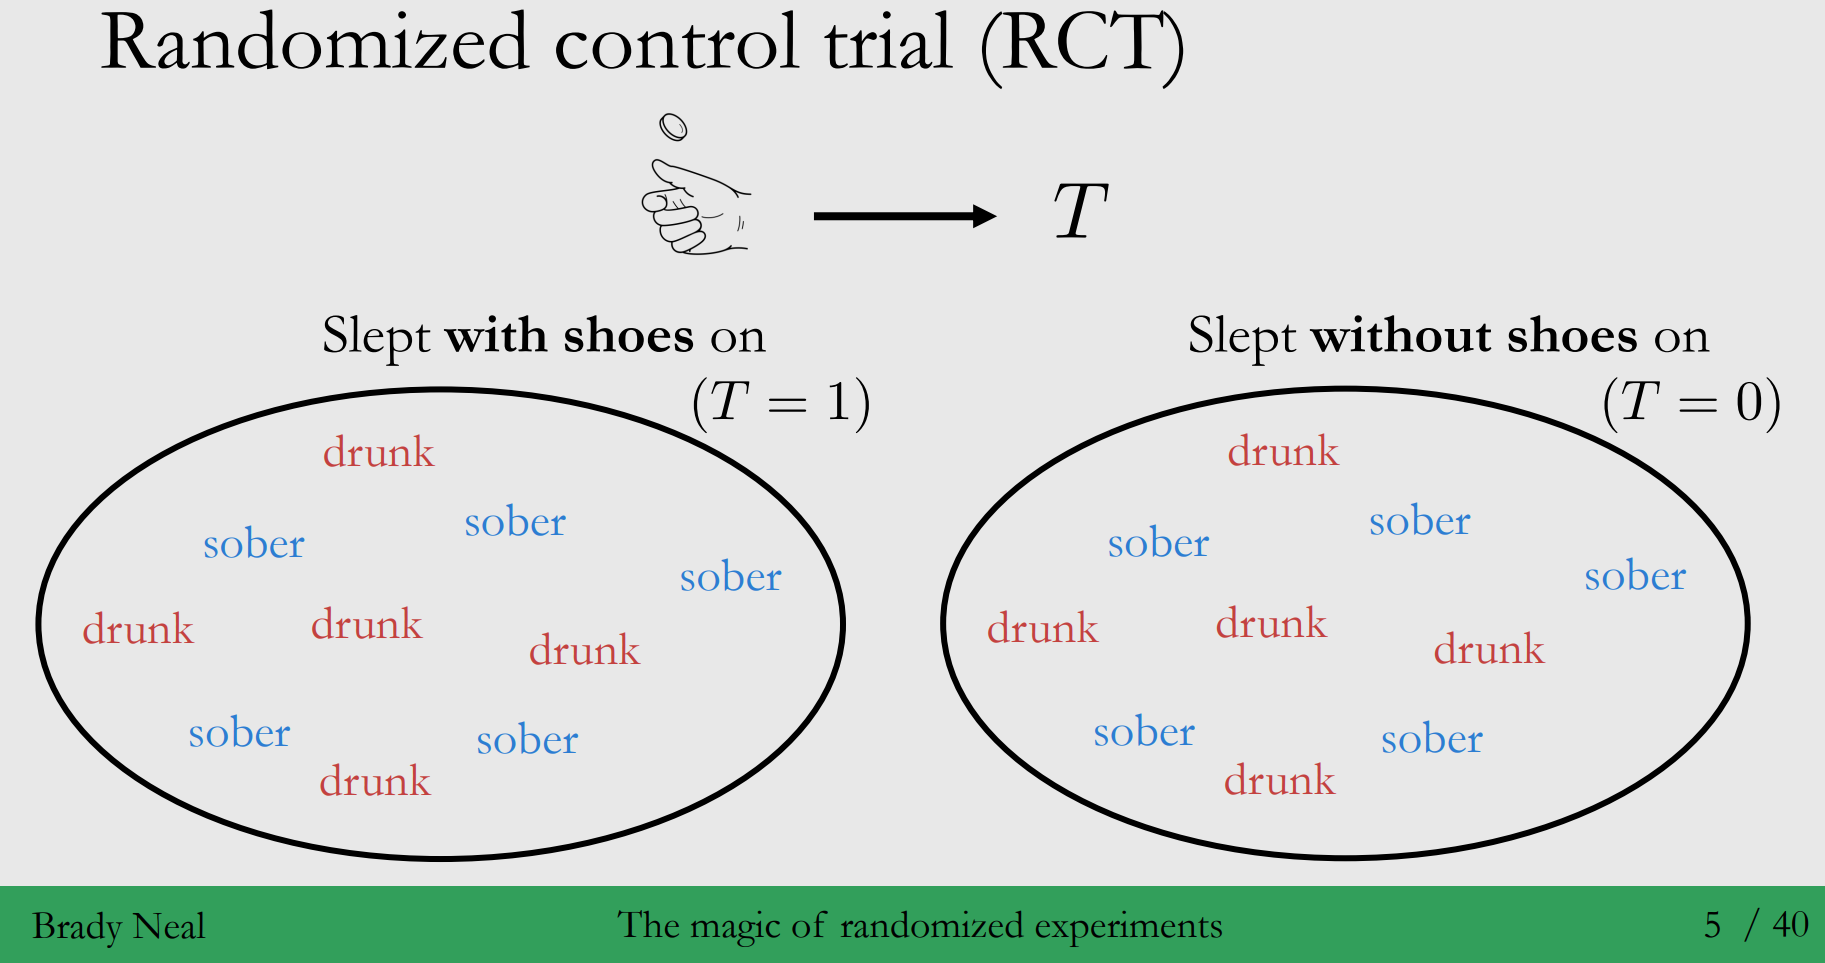 Randomized control trial (RCT)
T
Slept with shoes on
(T = 1)
drunk
sober
sober
sober
drunk
drunk
drunk
sober
sober
drunk
Slept without shoes on
(T = 0)
drunk
sober
sober
sober
drunk
drunk
drunk
sober
sober
drunk
Brady Neal
The magic of randomized experiments
5 / 40